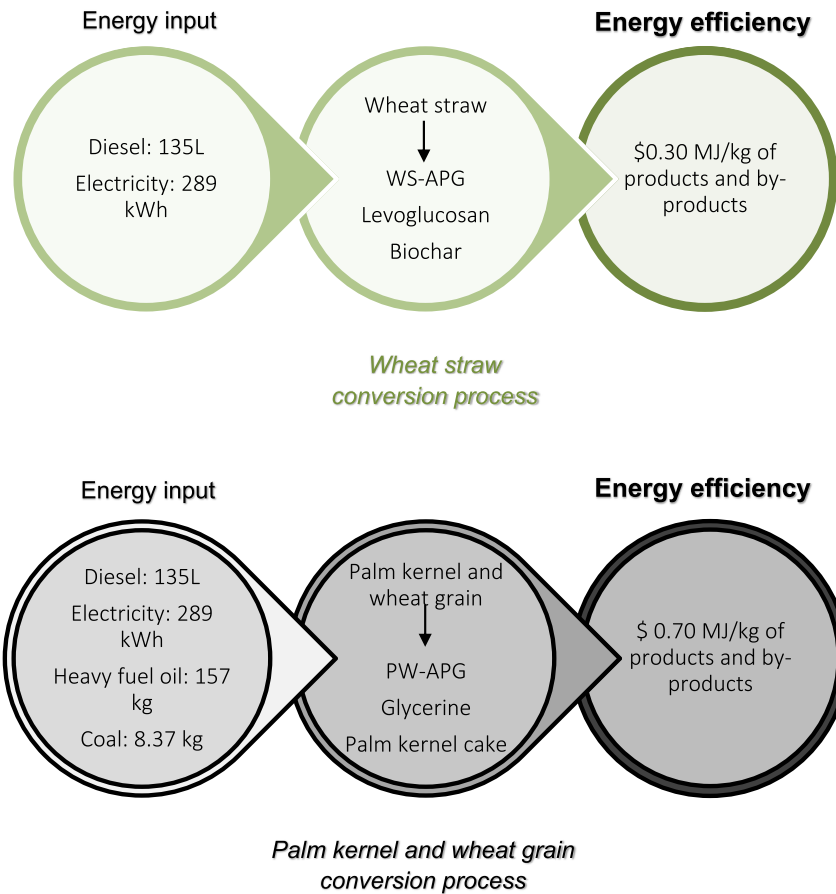 Energy input
Energy efficiency
Diesel: 135L
Electricity: 289
kWh
Wheat straw
WS-APG
Levoglucosan
Biochar
$0.30 MJ/kg of
products and by-
products
Wheat straw
conversion process
Energy input
Energy efficiency
Diesel: 135L
Electricity: 289
kWh
Heavy fuel oil: 157
kg
Coal: 8.37 kg
Palm kernel and
wheat grain
PW-APG
Glycerine
Palm kernel cake
$ 0.70 MJ/kg of
products and by-
products
Palm kernel and wheat grain
conversion process